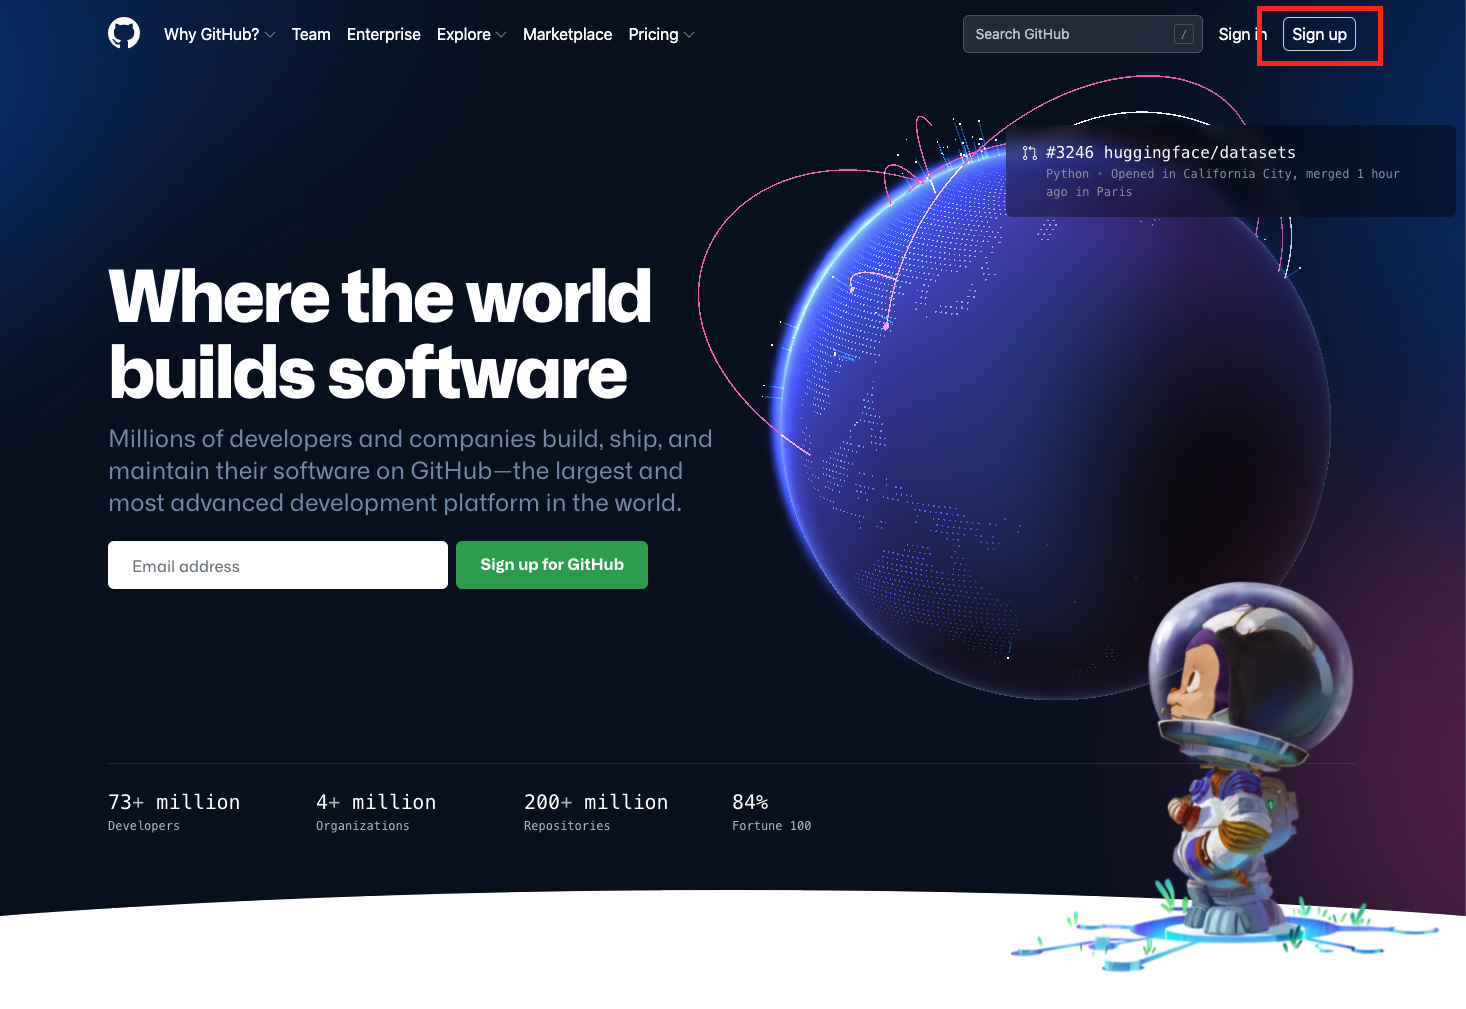 Why GitHub? Team Enterprise Explore Marketplace Pricing Search GitHub / Sign in Sign up
#3246 huggingface/datasets
Python • Opened in California City, merged 1 hour
ago in Paris
Where the world
builds software
Millions of developers and companies build, ship, and
maintain their software on GitHub—the largest and
most advanced development platform in the world.
Email address Sign up for GitHub
73+ million 4+ million 200+ million 84%
Developers Organizations Repositories Fortune 100